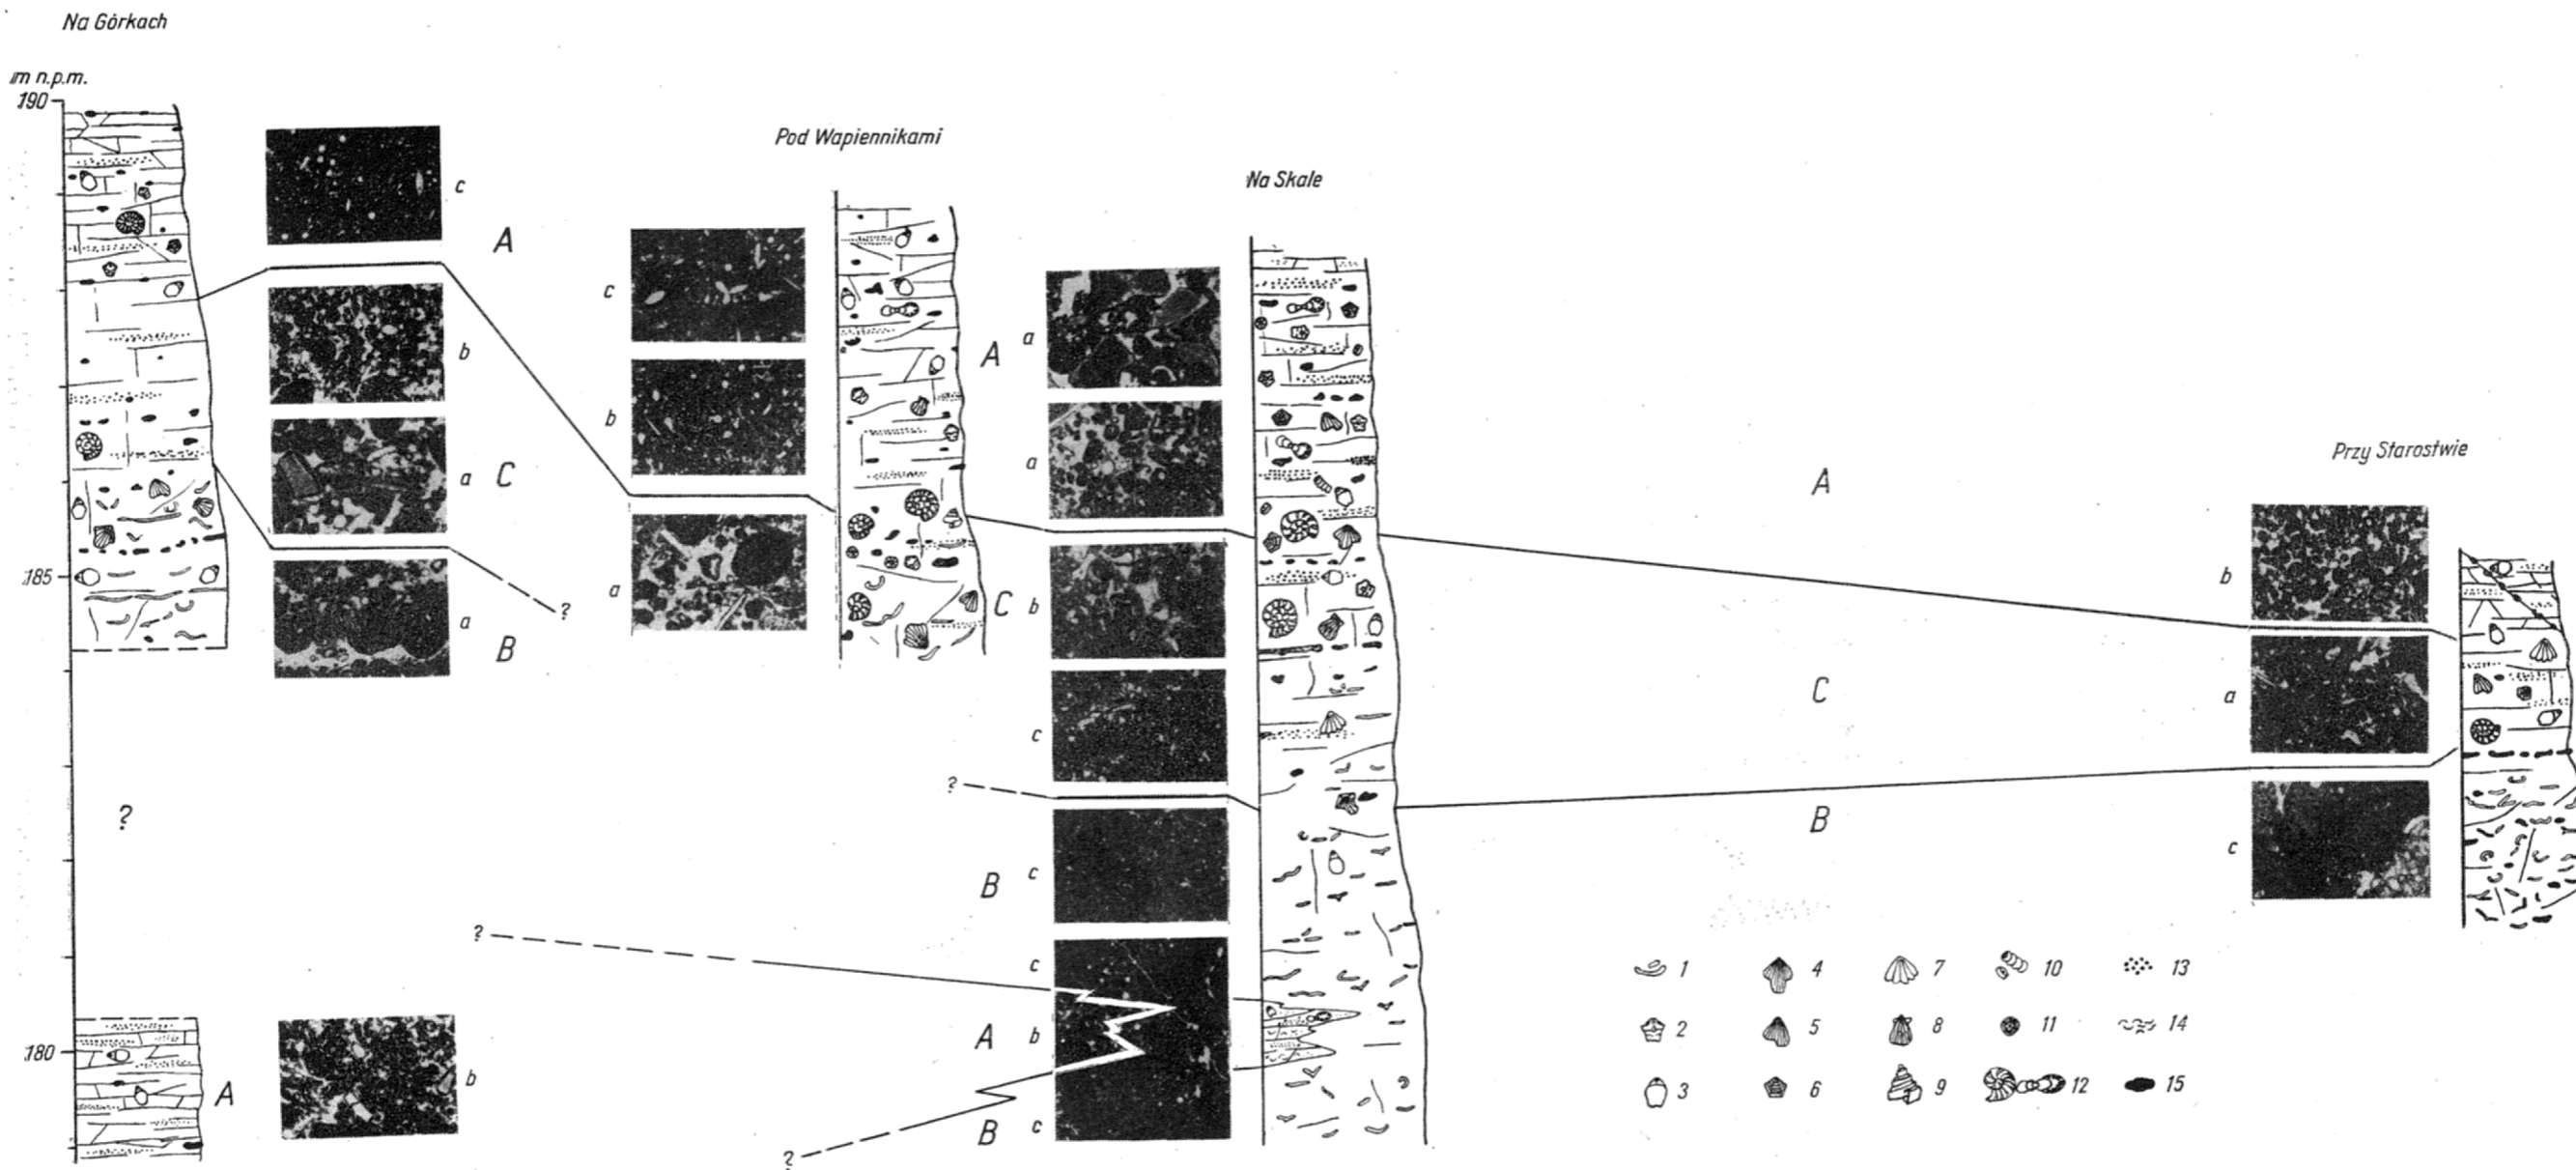 Na Górkach
m n.p.m.
190
c
A
b
a C
185
a B
?
?
180
A
b
Pod Wapiennikami
c
b
A
a
C
?
?
Na Skale
a
a
b
c
?
B c
c
A b
B c
A
C
B
Przy Starostwie
b
a
c
1 4 7 10 13
2 5 8 11 14
3 6 9 12 15